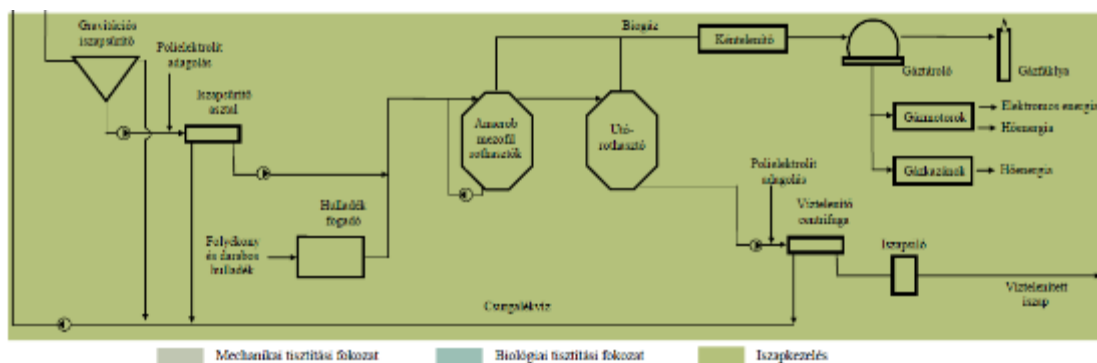 Gravitációs
iszapsűrítő
Polielektrolit
adagolás
Iszapsűrítő
asztal
Biogáz
Kéntelenítő
Gáztároló
Gázfáklya
Gázmotorok
Elektromos energia
Hőenergia
Gázkazánok
Hőenergia
Anaerob
mezofil
rothasztók
Utó-
rothasztó
Polielektrolit
adagolás
Víztelenítő
centrifuga
Hulladék
fogadó
Folyékony
és darabos
hulladék
Iszapsiló
Víztelenített
iszap
Csurgalékvíz
Mechanikai tisztítási fokozat
Biológiai tisztítási fokozat
Iszapkezelés